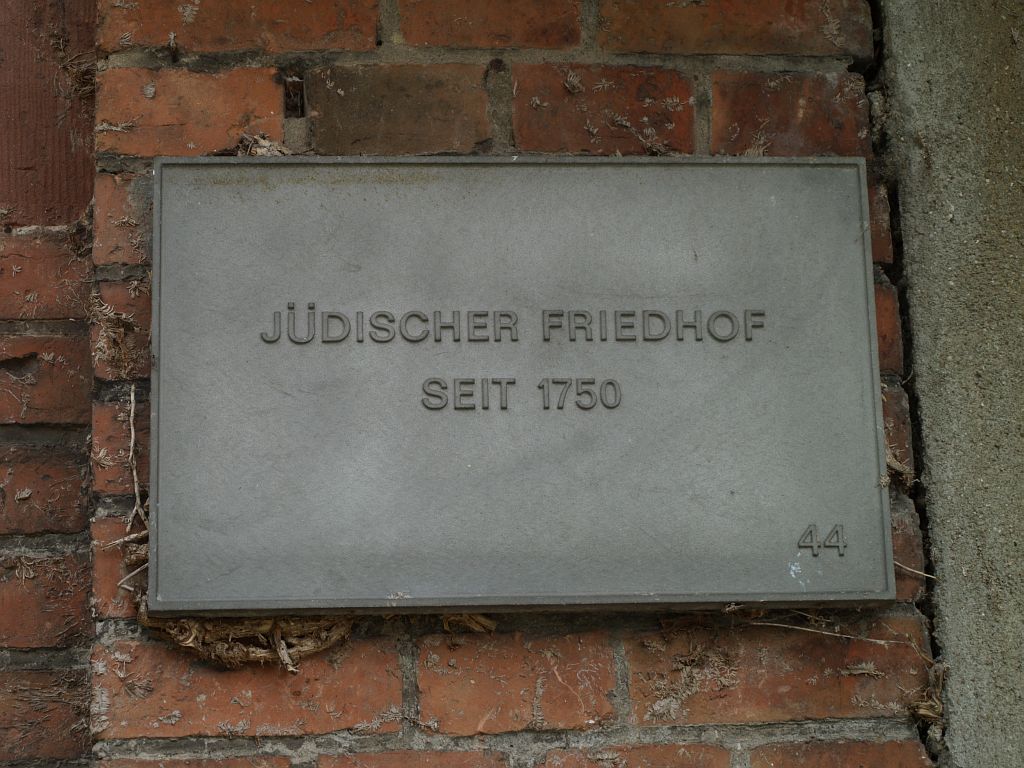 JÜDISCHER FRIEDHOF
SEIT 1750
44